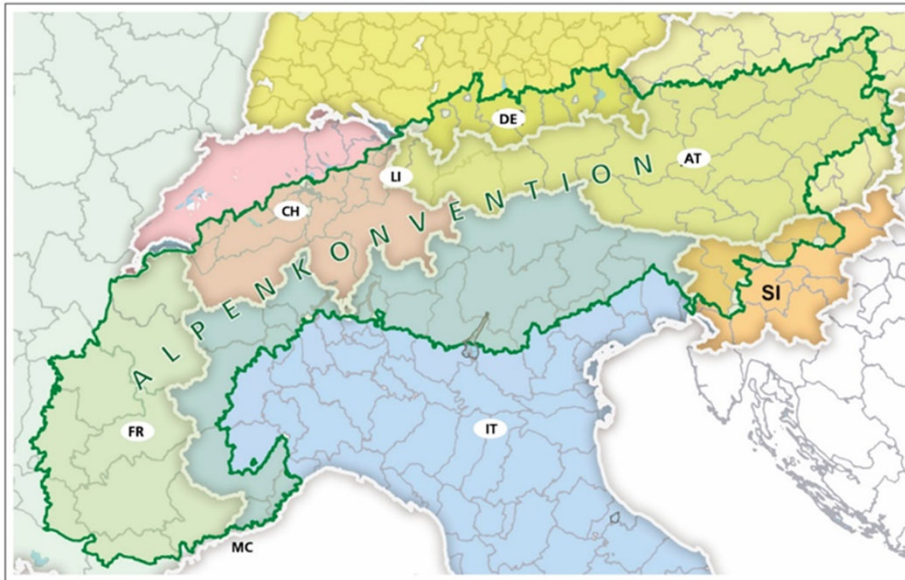 DE
AT
LI
CH
ALPENKONVENTION
SI
FR
IT
MC